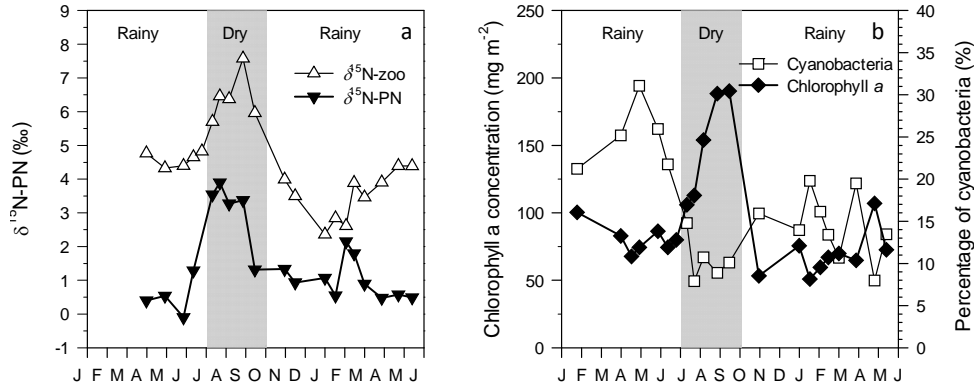 9
8
7
6
5
4
3
2
1
0
-1
δ¹⁵N-PN (‰)
Rainy Dry Rainy a
δ¹⁵N-zoo
δ¹⁵N-PN
J F M A M J J A S O N D J F M A M J
250
200
150
100
50
0
Chlorophyll a concentration (mg m⁻²)
Rainy Dry Rainy b
Cyanobacteria
Chlorophyll a
J F M A M J J A S O N D J F M A M J
40
35
30
25
20
15
10
5
0
Percentage of cyanobacteria (%)